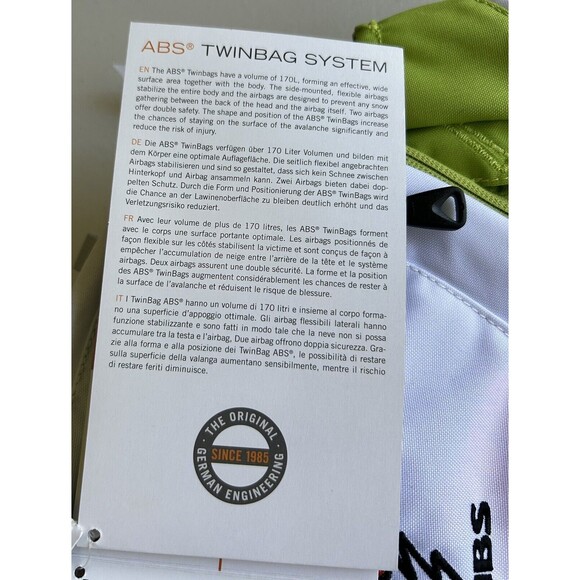 ABS® TWINBAG SYSTEM
EN The ABS® Twinbags have a volume of 170L, forming an effective, wide
surface area together with the body. The side-mounted, flexible airbags
stabilize the entire body and the airbags are designed to prevent any snow
gathering between the back of the head and the airbag itself. Two airbags
offer double safety. The shape and position of the ABS® TwinBags increase
the chances of staying on the surface of the avalanche significantly and
reduce the risk of injury.
DE Die ABS® TwinBags verfügen über 170 Liter Volumen und bilden mit
dem Körper eine optimale Auflagefläche. Die seitlich flexibel angebrachten
Airbags stabilisieren und sind so gestaltet, dass sich kein Schnee zwischen
Hinterkopf und Airbag ansammeln kann. Zwei Airbags bieten dabei dop-
pelten Schutz. Durch die Form und Positionierung der ABS® TwinBags wird
die Chance an der Lawinenoberfläche zu bleiben deutlich erhöht und das
Verletzungsrisiko reduziert.
FR Avec leur volume de plus de 170 litres, les ABS® TwinBags forment
avec le corps une surface portante optimale. Les airbags positionnés de
façon flexible sur les côtés stabilisent la victime et sont conçus de façon à
empêcher l'accumulation de neige entre l'arrière de la tête et le système
airbags. Deux airbags assurent une double sécurité. La forme et la position
des ABS® TwinBags augmentent considérablement les chances de rester à
la surface de l'avalanche et réduisent le risque de blessure.
IT I TwinBag ABS® hanno un volume di 170 litri e insieme al corpo forma-
no una superficie d'appoggio ottimale. Gli airbag flessibili laterali hanno
funzione stabilizzante e sono fatti in modo tale che la neve non si possa
accumulare tra la testa e l'airbag. Due airbag offrono doppia sicurezza. Gra-
zie alla forma e alla posizione dei TwinBag ABS®, le possibilità di restare
sulla superficie della valanga aumentano sensibilmente, mentre il rischio
di restare feriti diminuisce.
THE ORIGINAL
SINCE 1985
GERMAN ENGINEERING